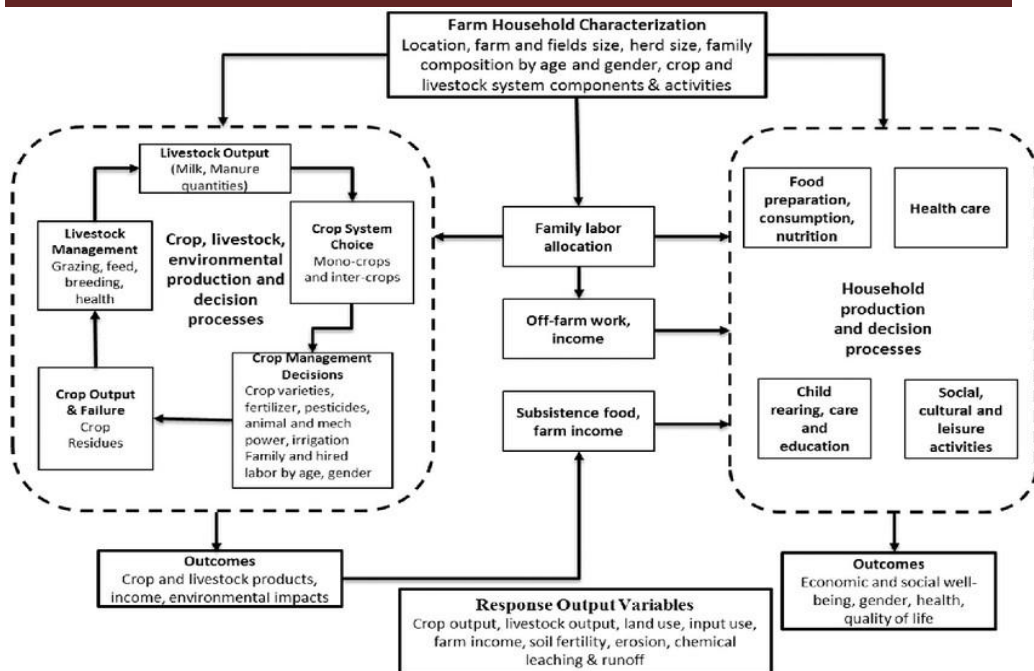 Farm Household Characterization
Location, farm and fields size, herd size, family
composition by age and gender, crop and
livestock system components & activities
Livestock Output
(Milk, Manure
quantities)
Livestock
Management
Grazing, feed,
breeding,
health
Crop, livestock,
environmental
production and
decision
processes
Crop System
Choice
Mono-crops
and inter-crops
Crop Management
Decisions
Crop varieties,
fertilizer, pesticides,
animal and mech
power, irrigation
Family and hired
labor by age, gender
Crop Output
& Failure
Crop
Residues
Outcomes
Crop and livestock products,
income, environmental impacts
Family labor
allocation
Off-farm work,
income
Subsistence food,
farm income
Response Output Variables
Crop output, livestock output, land use, input use,
farm income, soil fertility, erosion, chemical
leaching & runoff
Food
preparation,
consumption,
nutrition
Health care
Household
production
and decision
processes
Child
rearing, care
and
education
Social,
cultural and
leisure
activities
Outcomes
Economic and social well-
being, gender, health,
quality of life